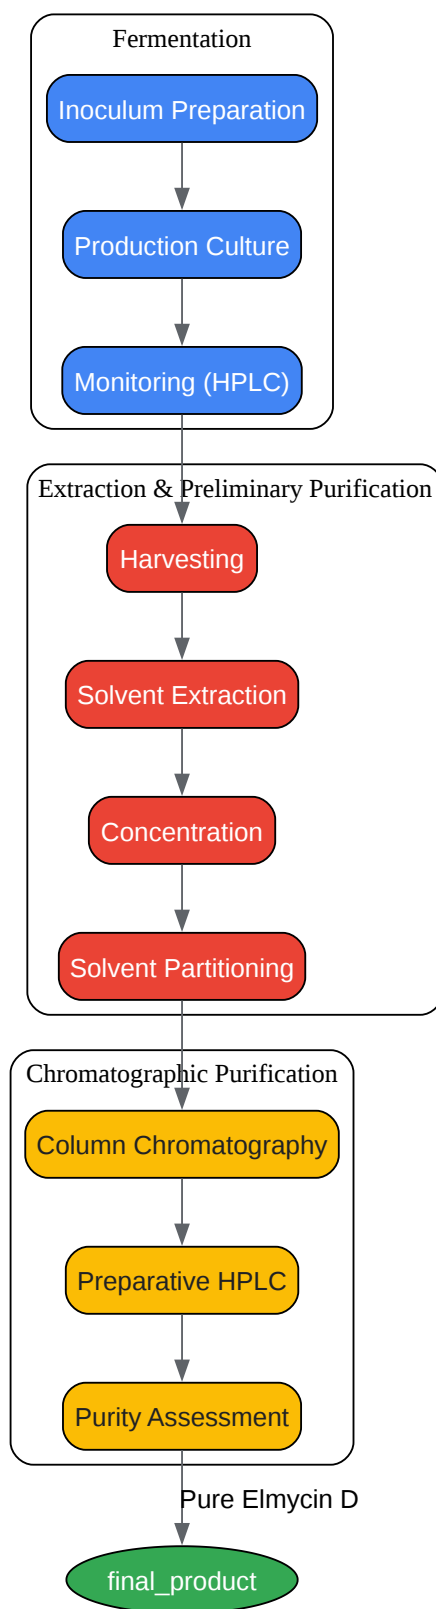 Fermentation
Inoculum Preparation
Production Culture
Monitoring (HPLC)
Extraction & Preliminary Purification
Harvesting
Solvent Extraction
Concentration
Solvent Partitioning
Chromatographic Purification
Column Chromatography
Preparative HPLC
Purity Assessment
Pure Elmycin D
final_product